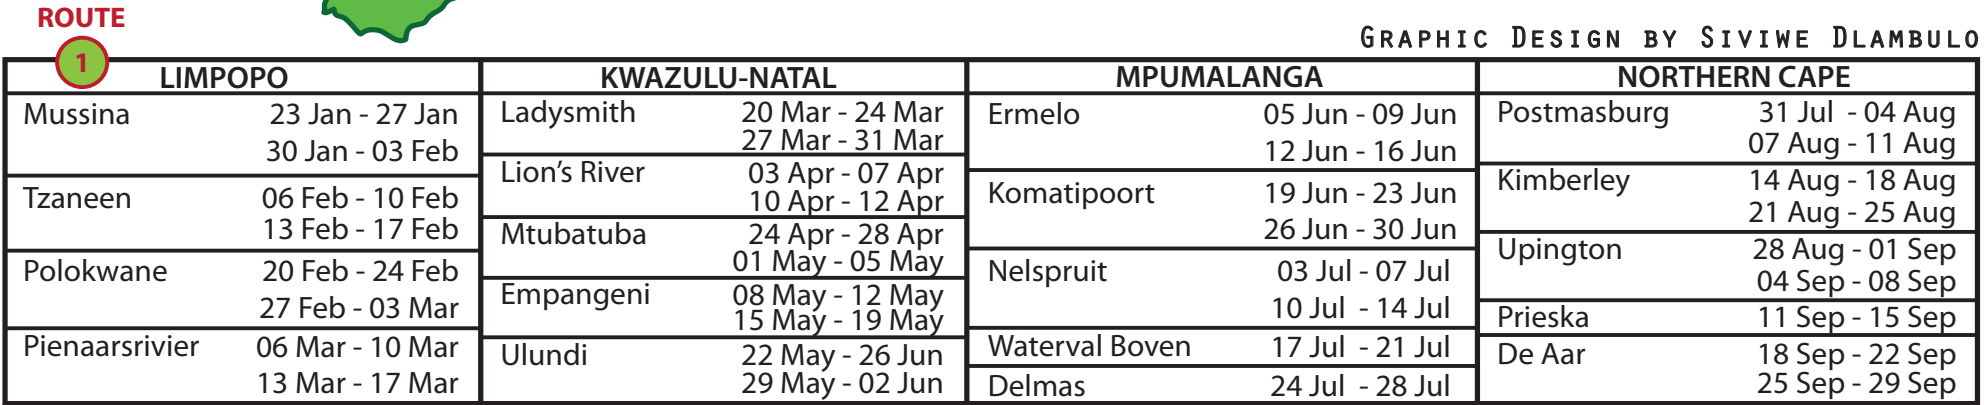 ROUTE
1
GRAPHIC DESIGN BY SIVIWE DLAMBULO
LIMPOPO
Mussina 23 Jan - 27 Jan
30 Jan - 03 Feb
Tzaneen 06 Feb - 10 Feb
13 Feb - 17 Feb
Polokwane 20 Feb - 24 Feb
27 Feb - 03 Mar
Pienaarsrivier 06 Mar - 10 Mar
13 Mar - 17 Mar
KWAZULU-NATAL
Ladysmith 20 Mar - 24 Mar
27 Mar - 31 Mar
Lion's River 03 Apr - 07 Apr
10 Apr - 12 Apr
Mtubatuba 24 Apr - 28 Apr
01 May - 05 May
Empangeni 08 May - 12 May
15 May - 19 May
Ulundi 22 May - 26 Jun
29 May - 02 Jun
MPUMALANGA
Ermelo 05 Jun - 09 Jun
12 Jun - 16 Jun
Komatipoort 19 Jun - 23 Jun
26 Jun - 30 Jun
Nelspruit 03 Jul - 07 Jul
10 Jul - 14 Jul
Waterval Boven 17 Jul - 21 Jul
Delmas 24 Jul - 28 Jul
NORTHERN CAPE
Postmasburg 31 Jul - 04 Aug
07 Aug - 11 Aug
Kimberley 14 Aug - 18 Aug
21 Aug - 25 Aug
Upington 28 Aug - 01 Sep
04 Sep - 08 Sep
Prieska 11 Sep - 15 Sep
De Aar 18 Sep - 22 Sep
25 Sep - 29 Sep